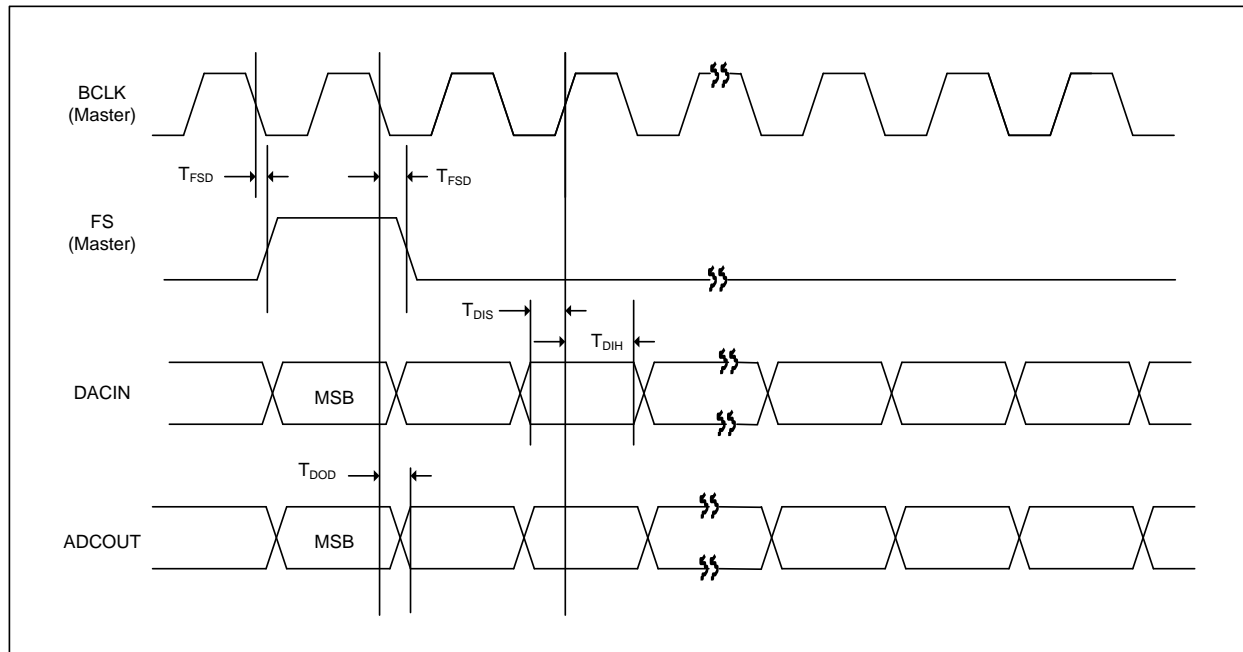 BCLK
(Master)
TFSD
TFSD
FS
(Master)
TDIS
TDIH
DACIN
MSB
TDOD
ADCOUT
MSB